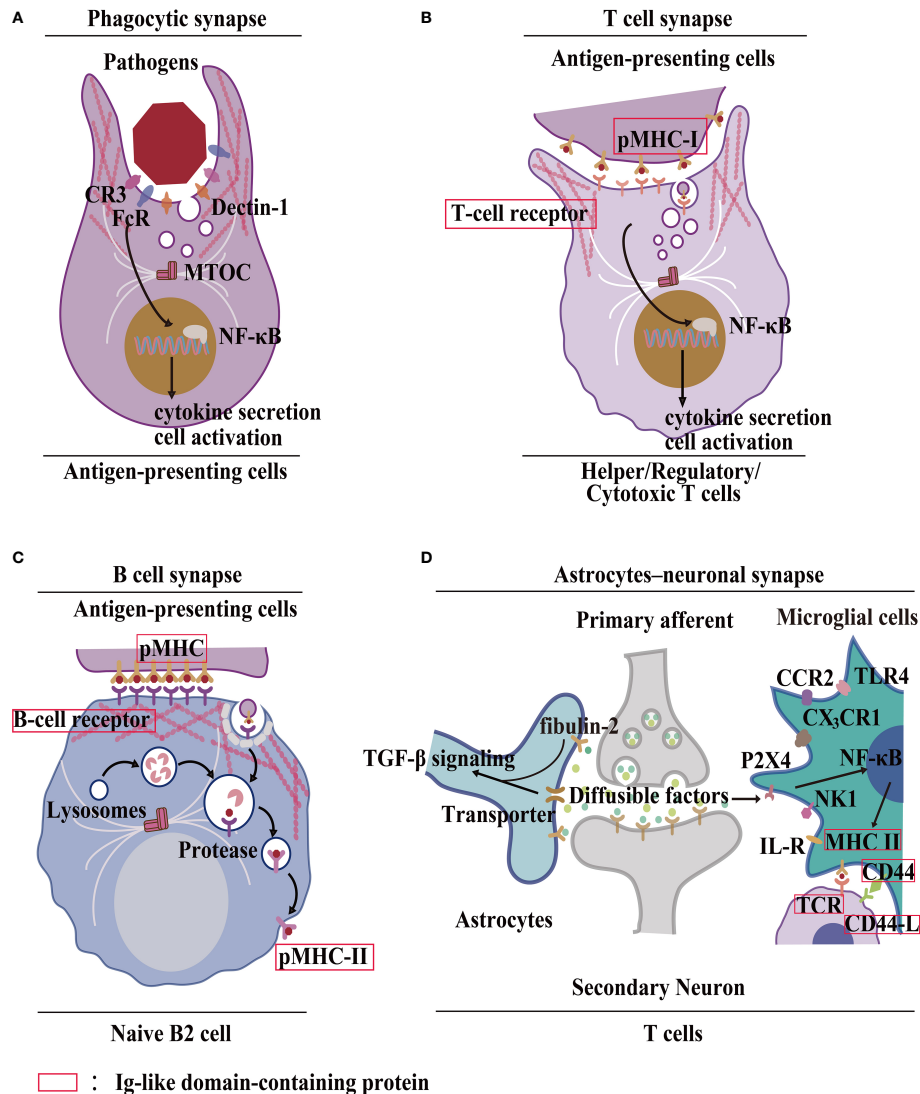 A
Phagocytic synapse
Pathogens
CR3
FcR
Dectin-1
MTOC
NF-κB
cytokine secretion
cell activation
Antigen-presenting cells
B
T cell synapse
Antigen-presenting cells
pMHC-I
T-cell receptor
NF-κB
cytokine secretion
cell activation
Helper/Regulatory/
Cytotoxic T cells
C
B cell synapse
Antigen-presenting cells
pMHC
B-cell receptor
Lysosomes
Protease
pMHC-II
Naive B2 cell
D
Astrocytes–neuronal synapse
Primary afferent
Microglial cells
CCR2
TLR4
CX₃CR1
fibulin-2
TGF-β signaling
P2X4
NF-κB
Diffusible factors
Transporter
NK1
IL-R
MHC II
CD44
TCR
CD44-L
Astrocytes
Secondary Neuron
T cells
: Ig-like domain-containing protein